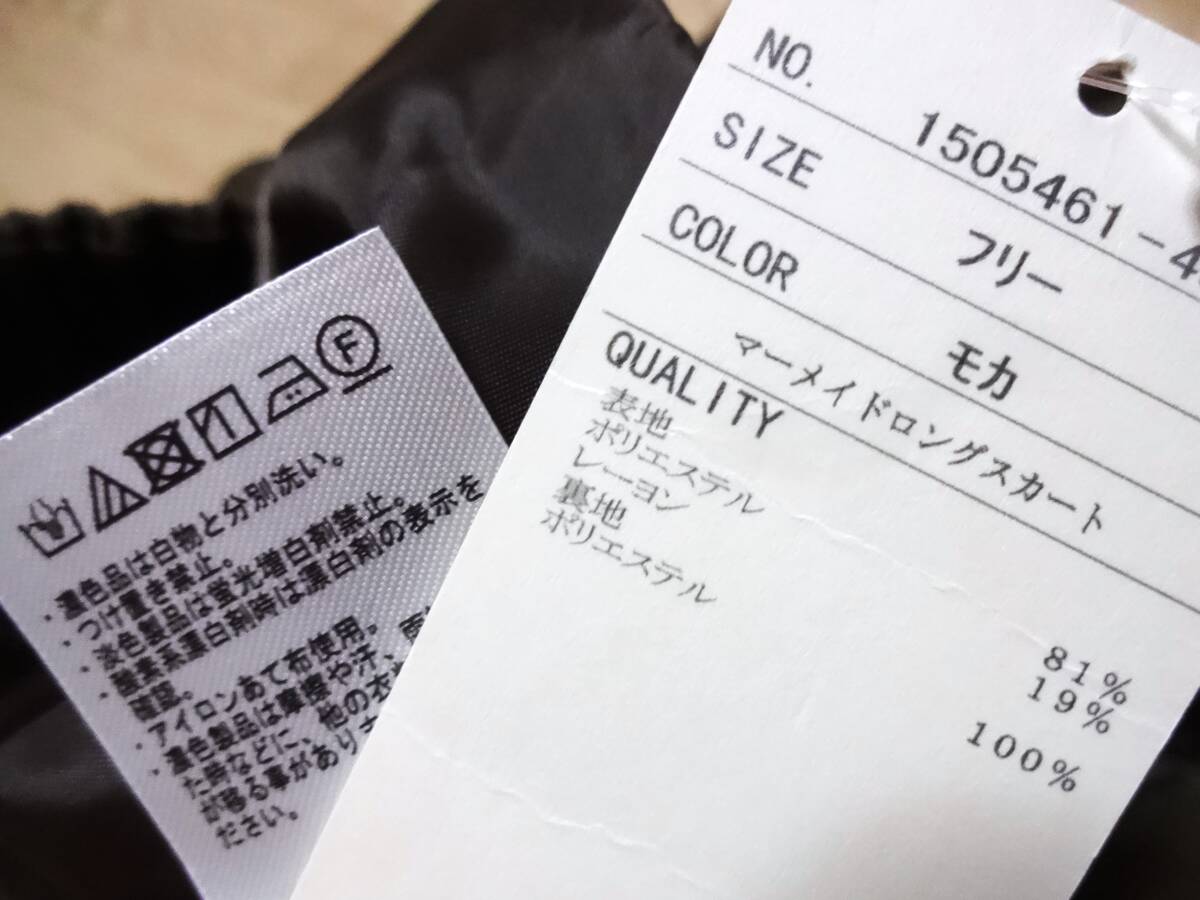 NO.
1505461-4
SIZE
フリー
COLOR
モカ
マーメイドロングスカート
QUALITY
表地
ポリエステル 81%
レーヨン 19%
裏地
ポリエステル 100%
F
・濃色品は白物と分別洗い。
・つけ置き禁止。
・淡色製品は蛍光増白剤禁止。
・酸素系漂白剤時は漂白剤の表示を
確認。
・アイロンあて布使用。
・濃色製品は摩擦や汗、雨
た時などに、他の衣
が移る事があり
ださい。